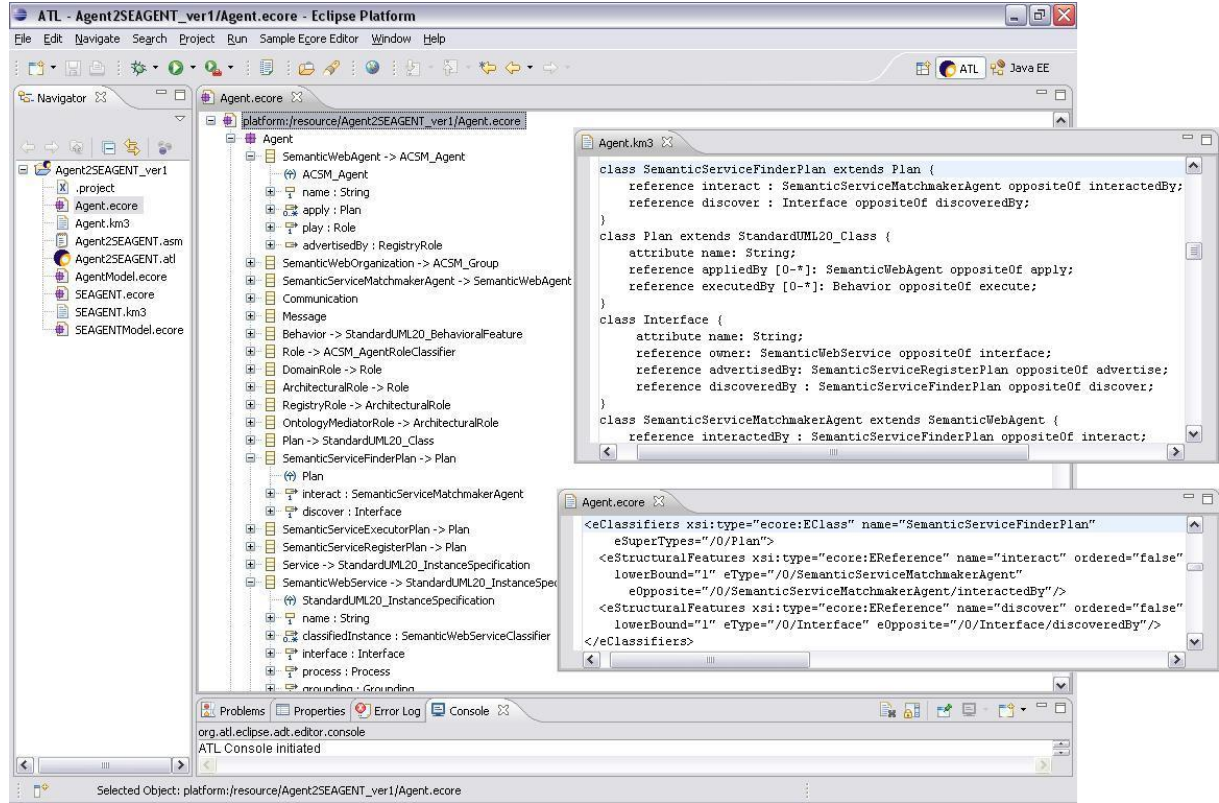 ATL - Agent2SEAGENT_ver1/Agent.ecore - Eclipse Platform
File Edit Navigate Search Project Run Sample Ecore Editor Window Help
ATL Java EE
Navigator
Agent2SEAGENT_ver1
.project
Agent.ecore
Agent.km3
Agent2SEAGENT.asm
Agent2SEAGENT.atl
AgentModel.ecore
SEAGENT.ecore
SEAGENT.km3
SEAGENTModel.ecore
Agent.ecore
platform:/resource/Agent2SEAGENT_ver1/Agent.ecore
Agent
SemanticWebAgent -> ACSM_Agent
ACSM_Agent
name : String
apply : Plan
play : Role
advertisedBy : RegistryRole
SemanticWebOrganization -> ACSM_Group
SemanticServiceMatchmakerAgent -> SemanticWebAgent
Communication
Message
Behavior -> StandardUML20_BehavioralFeature
Role -> ACSM_AgentRoleClassifier
DomainRole -> Role
ArchitecturalRole -> Role
RegistryRole -> ArchitecturalRole
OntologyMediatorRole -> ArchitecturalRole
Plan -> StandardUML20_Class
SemanticServiceFinderPlan -> Plan
Plan
interact : SemanticServiceMatchmakerAgent
discover : Interface
SemanticServiceExecutorPlan -> Plan
SemanticServiceRegisterPlan -> Plan
Service -> StandardUML20_InstanceSpecification
SemanticWebService -> StandardUML20_InstanceSpec
StandardUML20_InstanceSpecification
name : String
classifiedInstance : SemanticWebServiceClassifier
interface : Interface
process : Process
grounding : Grounding
Agent.km3
class SemanticServiceFinderPlan extends Plan {
reference interact : SemanticServiceMatchmakerAgent oppositeOf interactedBy;
reference discover : Interface oppositeOf discoveredBy;
}
class Plan extends StandardUML20_Class {
attribute name: String;
reference appliedBy [0-*]: SemanticWebAgent oppositeOf apply;
reference executedBy [0-*]: Behavior oppositeOf execute;
}
class Interface {
attribute name: String;
reference owner: SemanticWebService oppositeOf interface;
reference advertisedBy: SemanticServiceRegisterPlan oppositeOf advertise;
reference discoveredBy : SemanticServiceFinderPlan oppositeOf discover;
}
class SemanticServiceMatchmakerAgent extends SemanticWebAgent {
reference interactedBy : SemanticServiceFinderPlan oppositeOf interact;
Agent.ecore
<eClassifiers xsi:type="ecore:EClass" name="SemanticServiceFinderPlan"
eSuperTypes="/0/Plan">
<eStructuralFeatures xsi:type="ecore:EReference" name="interact" ordered="false"
lowerBound="1" eType="/0/SemanticServiceMatchmakerAgent"
eOpposite="/0/SemanticServiceMatchmakerAgent/interactedBy"/>
<eStructuralFeatures xsi:type="ecore:EReference" name="discover" ordered="false"
lowerBound="1" eType="/0/Interface" eOpposite="/0/Interface/discoveredBy"/>
</eClassifiers>
Problems Properties Error Log Console
org.atl.eclipse.adt.editor.console
ATL Console initiated
Selected Object: platform:/resource/Agent2SEAGENT_ver1/Agent.ecore